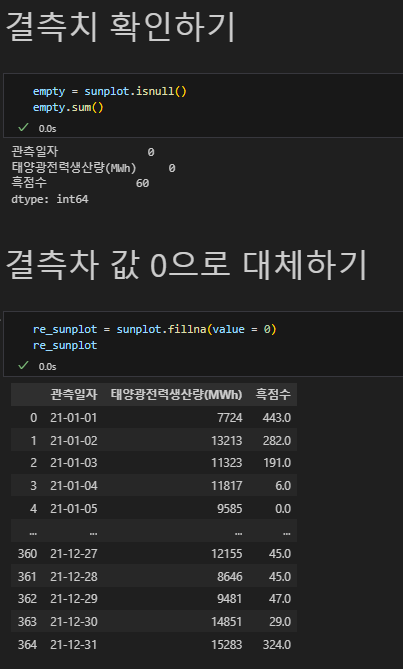 결측치 확인하기
empty = sunplot.isnull()
empty.sum()
0.0s
관측일자 0
태양광전력생산량(MWh) 0
흑점수 60
dtype: int64
결측차 값 0으로 대체하기
re_sunplot = sunplot.fillna(value = 0)
re_sunplot
0.0s
관측일자 태양광전력생산량(MWh) 흑점수
0 21-01-01 7724 443.0
1 21-01-02 13213 282.0
2 21-01-03 11323 191.0
3 21-01-04 11817 6.0
4 21-01-05 9585 0.0
... ... ... ...
360 21-12-27 12155 45.0
361 21-12-28 8646 45.0
362 21-12-29 9481 47.0
363 21-12-30 14851 29.0
364 21-12-31 15283 324.0